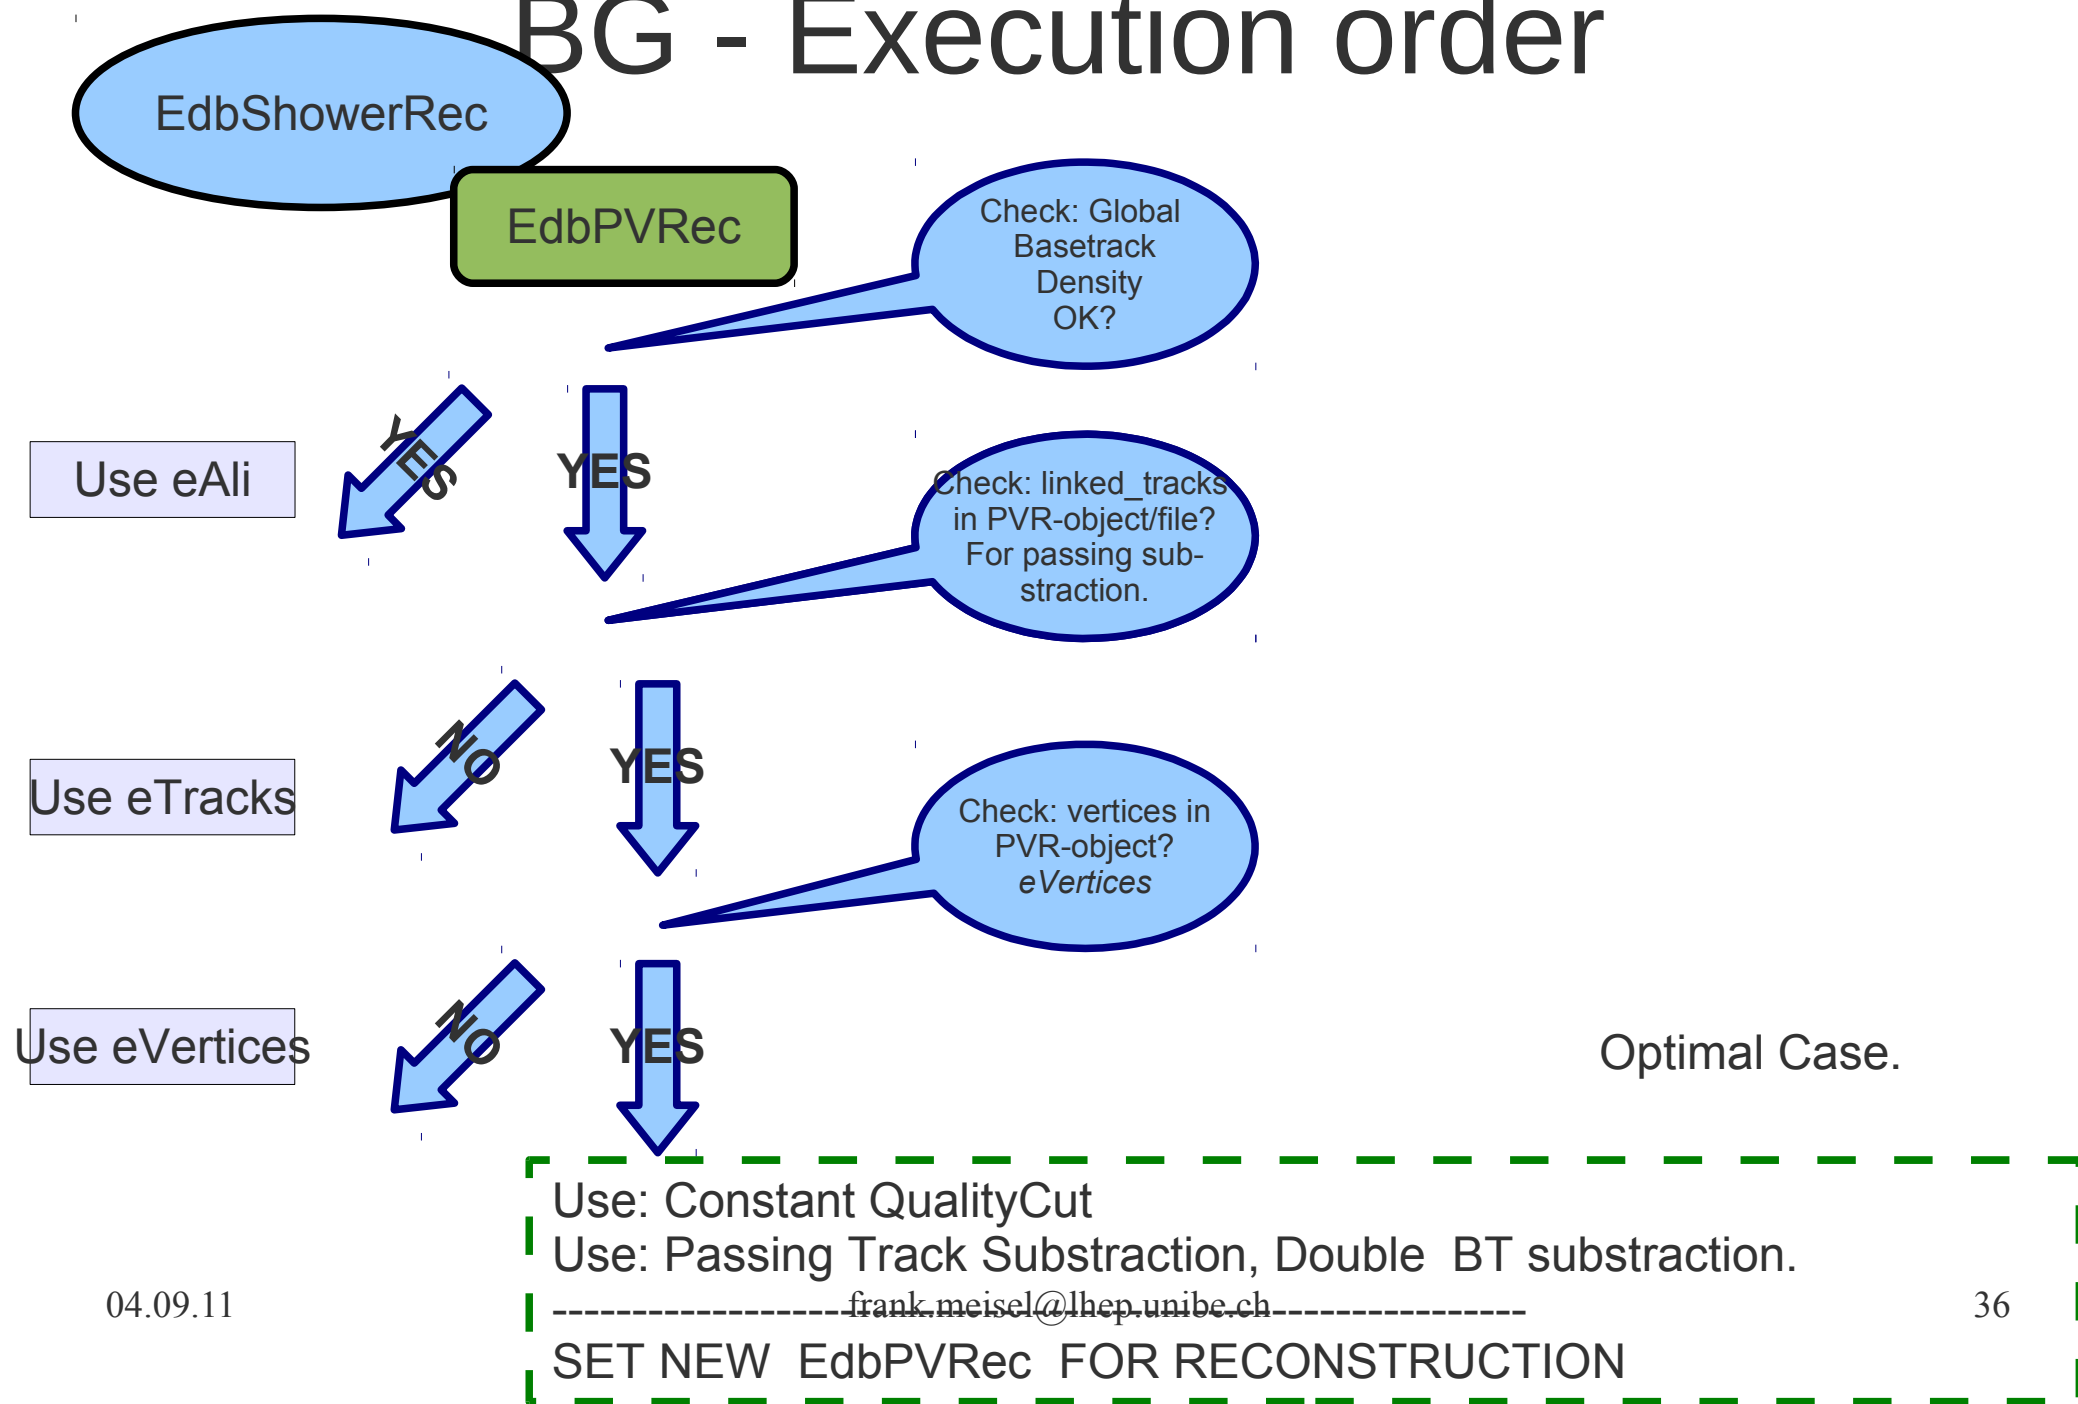 BG - Execution order
EdbShowerRec
EdbPVRec
Check: Global
Basetrack
Density
OK?
YES
YES
Use eAli
Check: linked_tracks
in PVR-object/file?
For passing sub-
straction.
NO
YES
Use eTracks
Check: vertices in
PVR-object?
eVertices
NO
YES
Use eVertices
Optimal Case.
Use: Constant QualityCut
Use: Passing Track Substraction, Double  BT substraction.
-------------------------------------------------------------
04.09.11
frank.meisel@lhep.unibe.ch
36
SET NEW  EdbPVRec  FOR RECONSTRUCTION